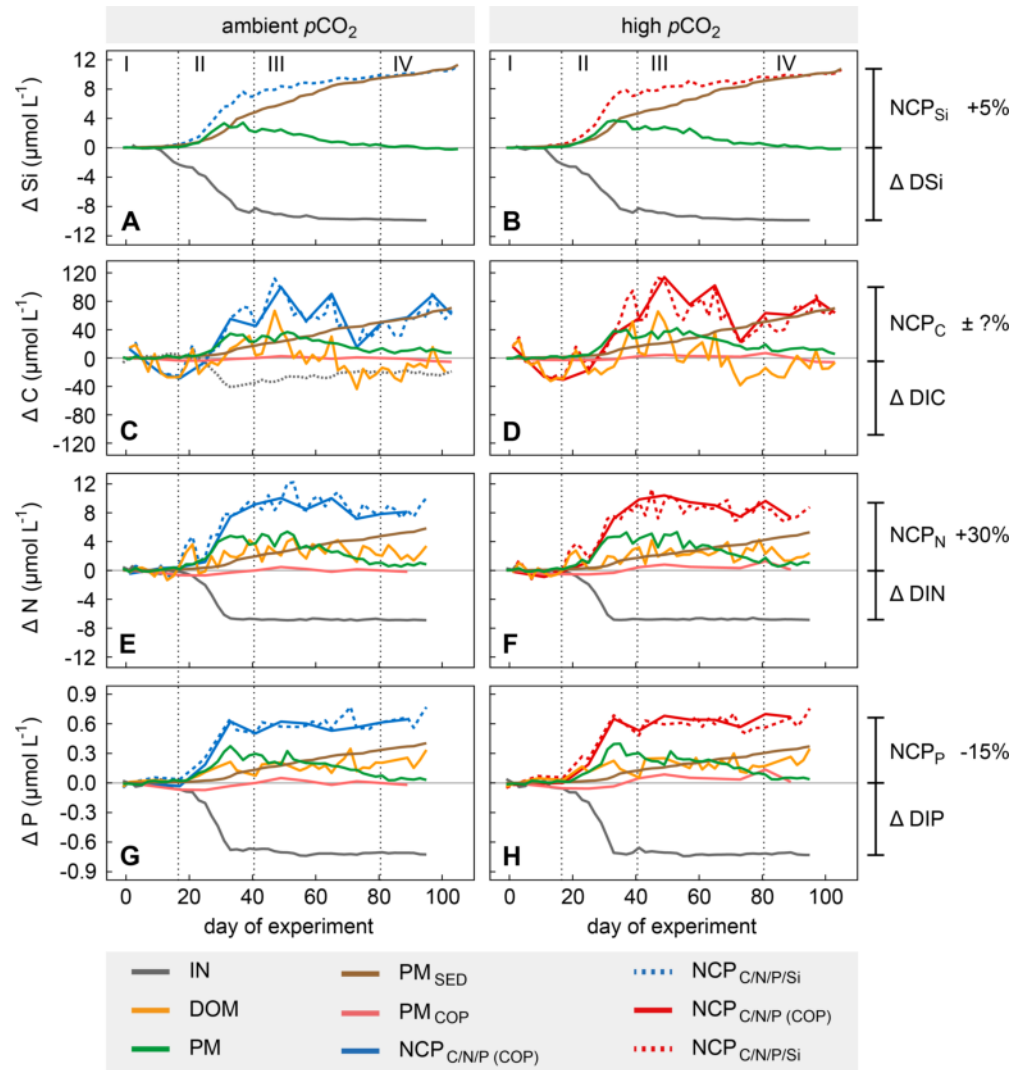 ambient pCO2 high pCO2
I II III IV I II III IV
Δ Si (µmol L-1)
12
8
4
0
-4
-8
-12
A B
NCPSi +5%
Δ DSi
Δ C (µmol L-1)
120
80
40
0
-40
-80
-120
C D
NCPC ± ?%
Δ DIC
Δ N (µmol L-1)
12
8
4
0
-4
-8
-12
E F
NCPN +30%
Δ DIN
Δ P (µmol L-1)
0.9
0.6
0.3
0.0
-0.3
-0.6
-0.9
G H
NCPP -15%
Δ DIP
0 20 40 60 80 100 0 20 40 60 80 100
day of experiment day of experiment
IN PMSED NCPC/N/P/Si
DOM PMCOP NCPC/N/P (COP)
PM NCPC/N/P (COP) NCPC/N/P/Si